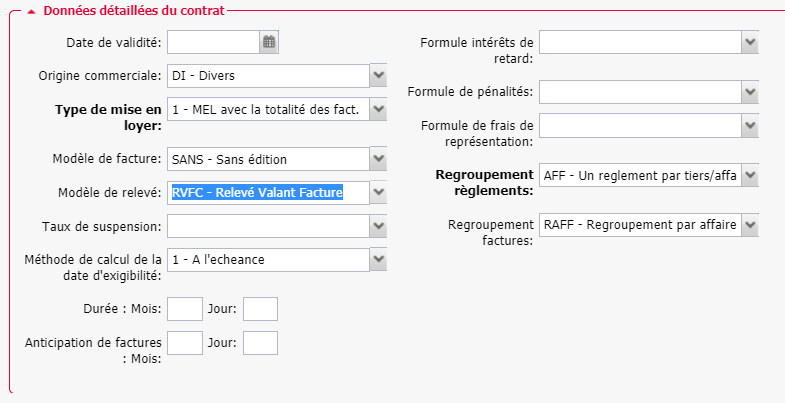 Données détaillées du contrat
Date de validité:
Origine commerciale: DI - Divers
Type de mise en
loyer: 1 - MEL avec la totalité des fact.
Modèle de facture: SANS - Sans édition
Modèle de relevé: RVFC - Relevé Valant Facture
Taux de suspension:
Méthode de calcul de la
date d'exigibilité: 1 - A l'echeance
Durée : Mois: Jour:
Anticipation de factures
: Mois: Jour:
Formule intérêts de
retard:
Formule de pénalités:
Formule de frais de
représentation:
Regroupement
règlements: AFF - Un reglement par tiers/affa
Regroupement
factures: RAFF - Regroupement par affaire